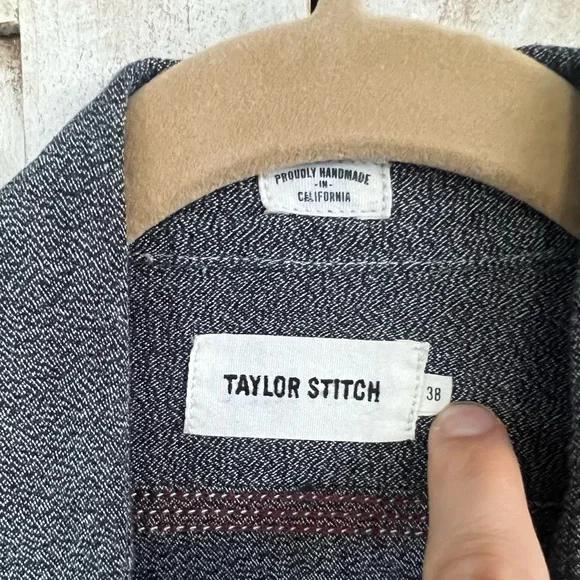 PROUDLY HANDMADE
-IN-
CALIFORNIA
TAYLOR STITCH
38